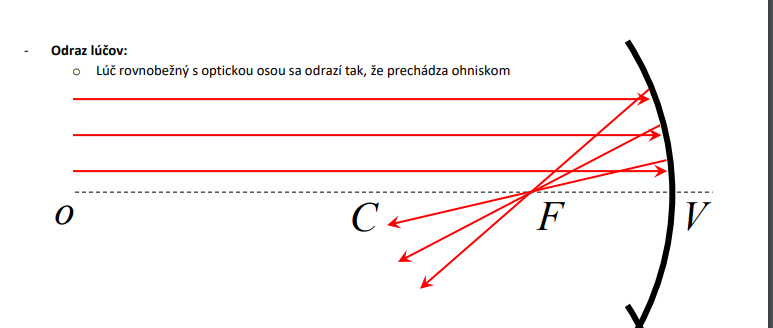 - Odraz lúčov:
o Lúč rovnobežný s optickou osou sa odrazí tak, že prechádza ohniskom
o C F V